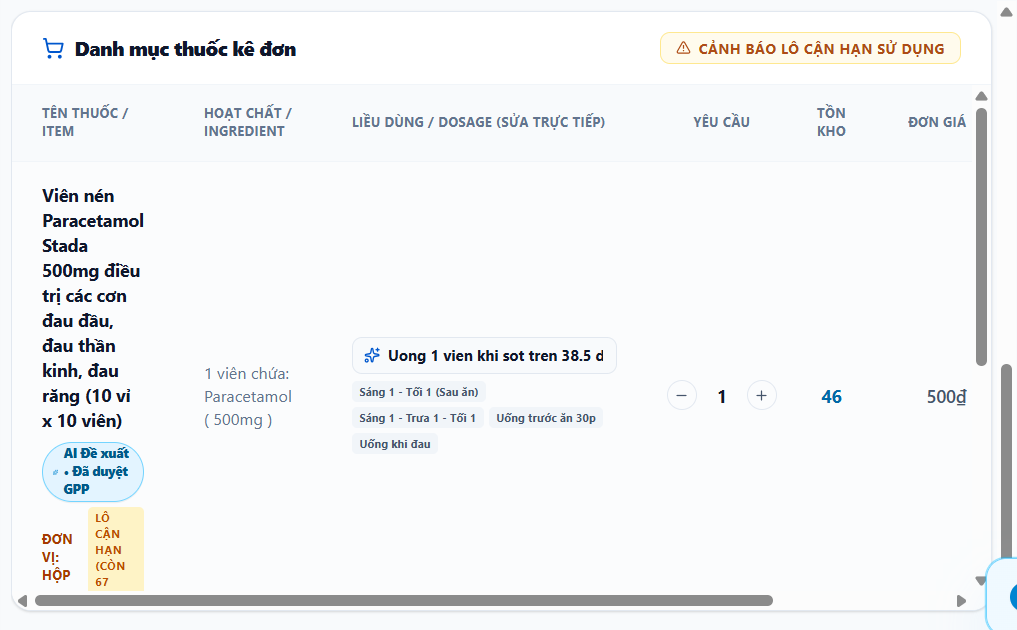 Danh mục thuốc kê đơn
CẢNH BÁO LÔ CẬN HẠN SỬ DỤNG
TÊN THUỐC /
ITEM
HOẠT CHẤT /
INGREDIENT
LIỀU DÙNG / DOSAGE (SỬA TRỰC TIẾP)
YÊU CẦU
TỒN
KHO
ĐƠN GIÁ
Viên nén
Paracetamol
Stada
500mg điều
trị các cơn
đau đầu,
đau thần
kinh, đau
răng (10 vỉ
x 10 viên)
AI Đề xuất
• Đã duyệt
GPP
ĐƠN
VỊ:
HỘP
LÔ
CẬN
HẠN
(CÒN
67
1 viên chứa:
Paracetamol
( 500mg )
Uong 1 vien khi sot tren 38.5 d
Sáng 1 - Tối 1 (Sau ăn)
Sáng 1 - Trưa 1 - Tối 1
Uống trước ăn 30p
Uống khi đau
− 1 +
46
500₫